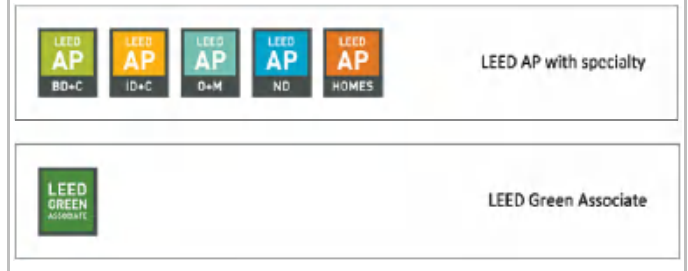 LEED AP BD+C
LEED AP ID+C
LEED AP O+M
LEED AP ND
LEED AP HOMES
LEED AP with specialty
LEED GREEN ASSOCIATE
LEED Green Associate